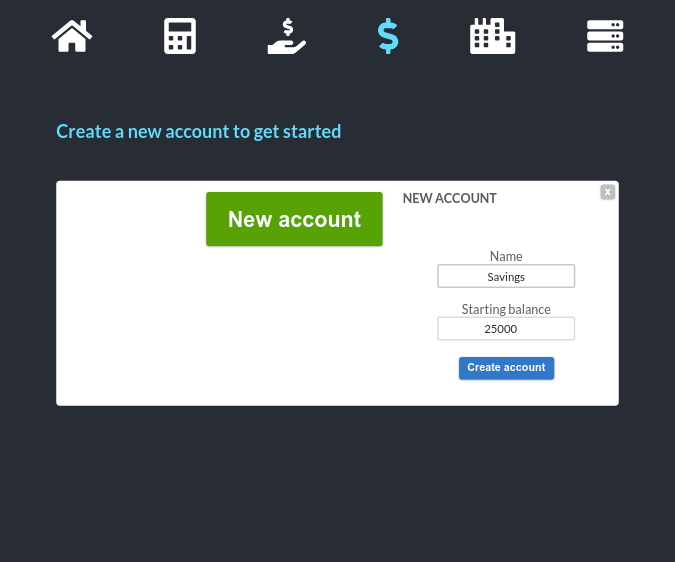 Create a new account to get started
New account
NEW ACCOUNT
x
Name
Savings
Starting balance
25000
Create account